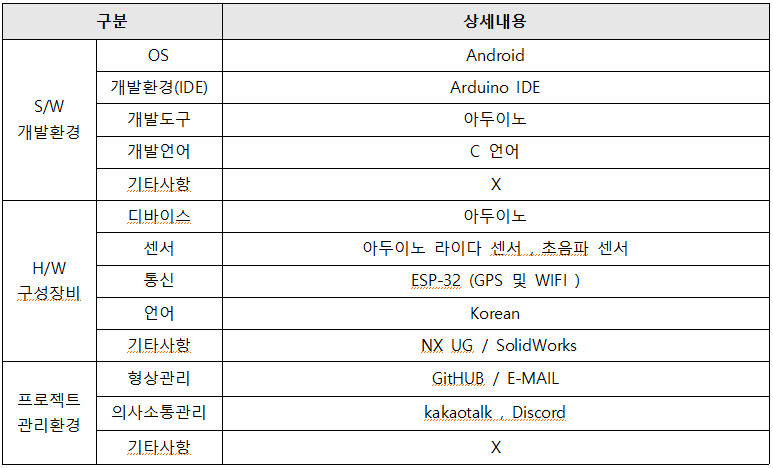 구분 상세내용
S/W
개발환경
OS Android
개발환경(IDE) Arduino IDE
개발도구 아두이노
개발언어 C 언어
기타사항 X
H/W
구성장비
디바이스 아두이노
센서 아두이노 라이다 센서 , 초음파 센서
통신 ESP-32 (GPS 및 WIFI )
언어 Korean
기타사항 NX UG / SolidWorks
프로젝트
관리환경
형상관리 GitHUB / E-MAIL
의사소통관리 kakaotalk , Discord
기타사항 X